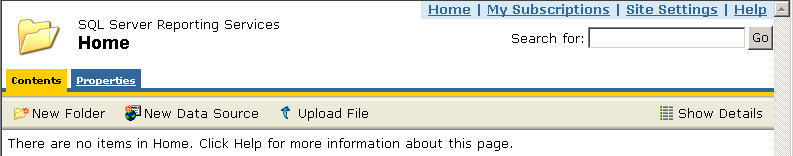 Home | My Subscriptions | Site Settings | Help
SQL Server Reporting Services
Home
Search for: Go
Contents Properties
New Folder New Data Source Upload File Show Details
There are no items in Home. Click Help for more information about this page.